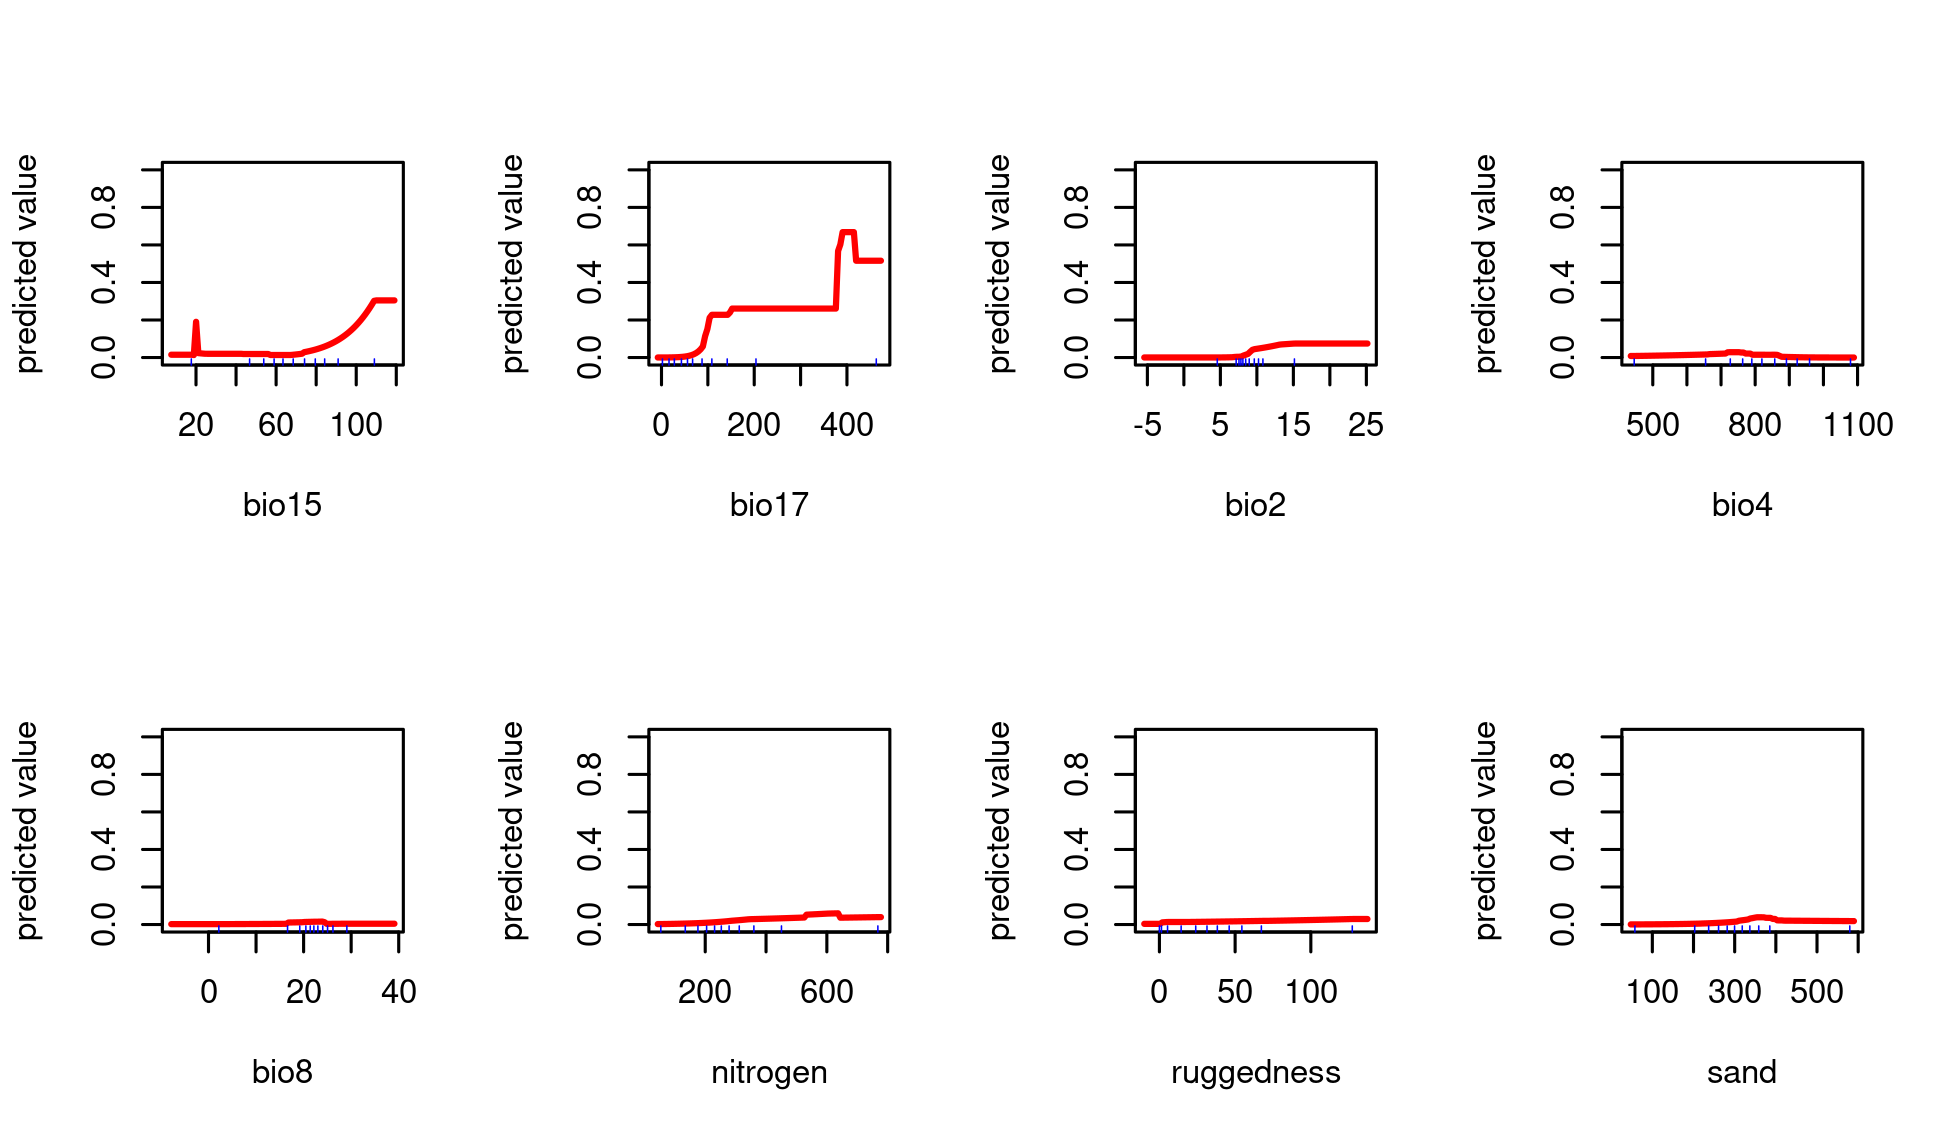 predicted value
0.0 0.4 0.8
20 60 100
bio15
predicted value
0.0 0.4 0.8
0 200 400
bio17
predicted value
0.0 0.4 0.8
-5 5 15 25
bio2
predicted value
0.0 0.4 0.8
500 800 1100
bio4
predicted value
0.0 0.4 0.8
0 20 40
bio8
predicted value
0.0 0.4 0.8
200 600
nitrogen
predicted value
0.0 0.4 0.8
0 50 100
ruggedness
predicted value
0.0 0.4 0.8
100 300 500
sand